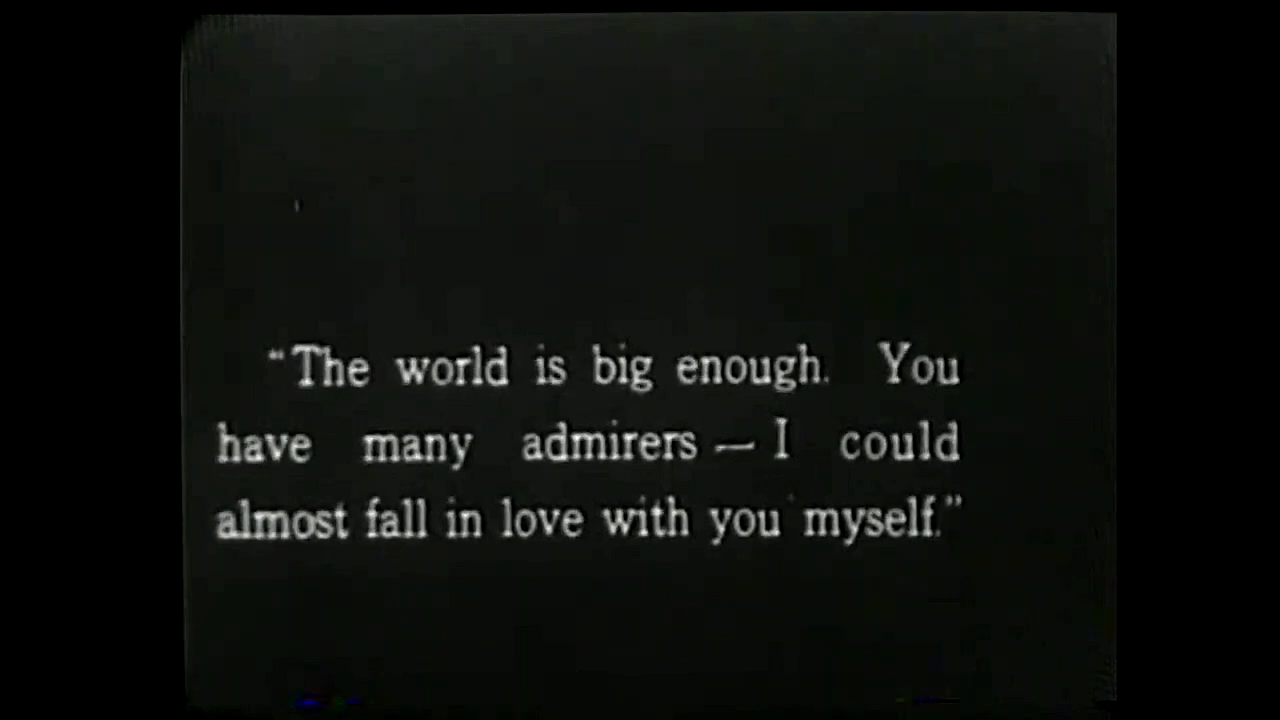 “The world is big enough. You
have many admirers — I could
almost fall in love with you myself.”